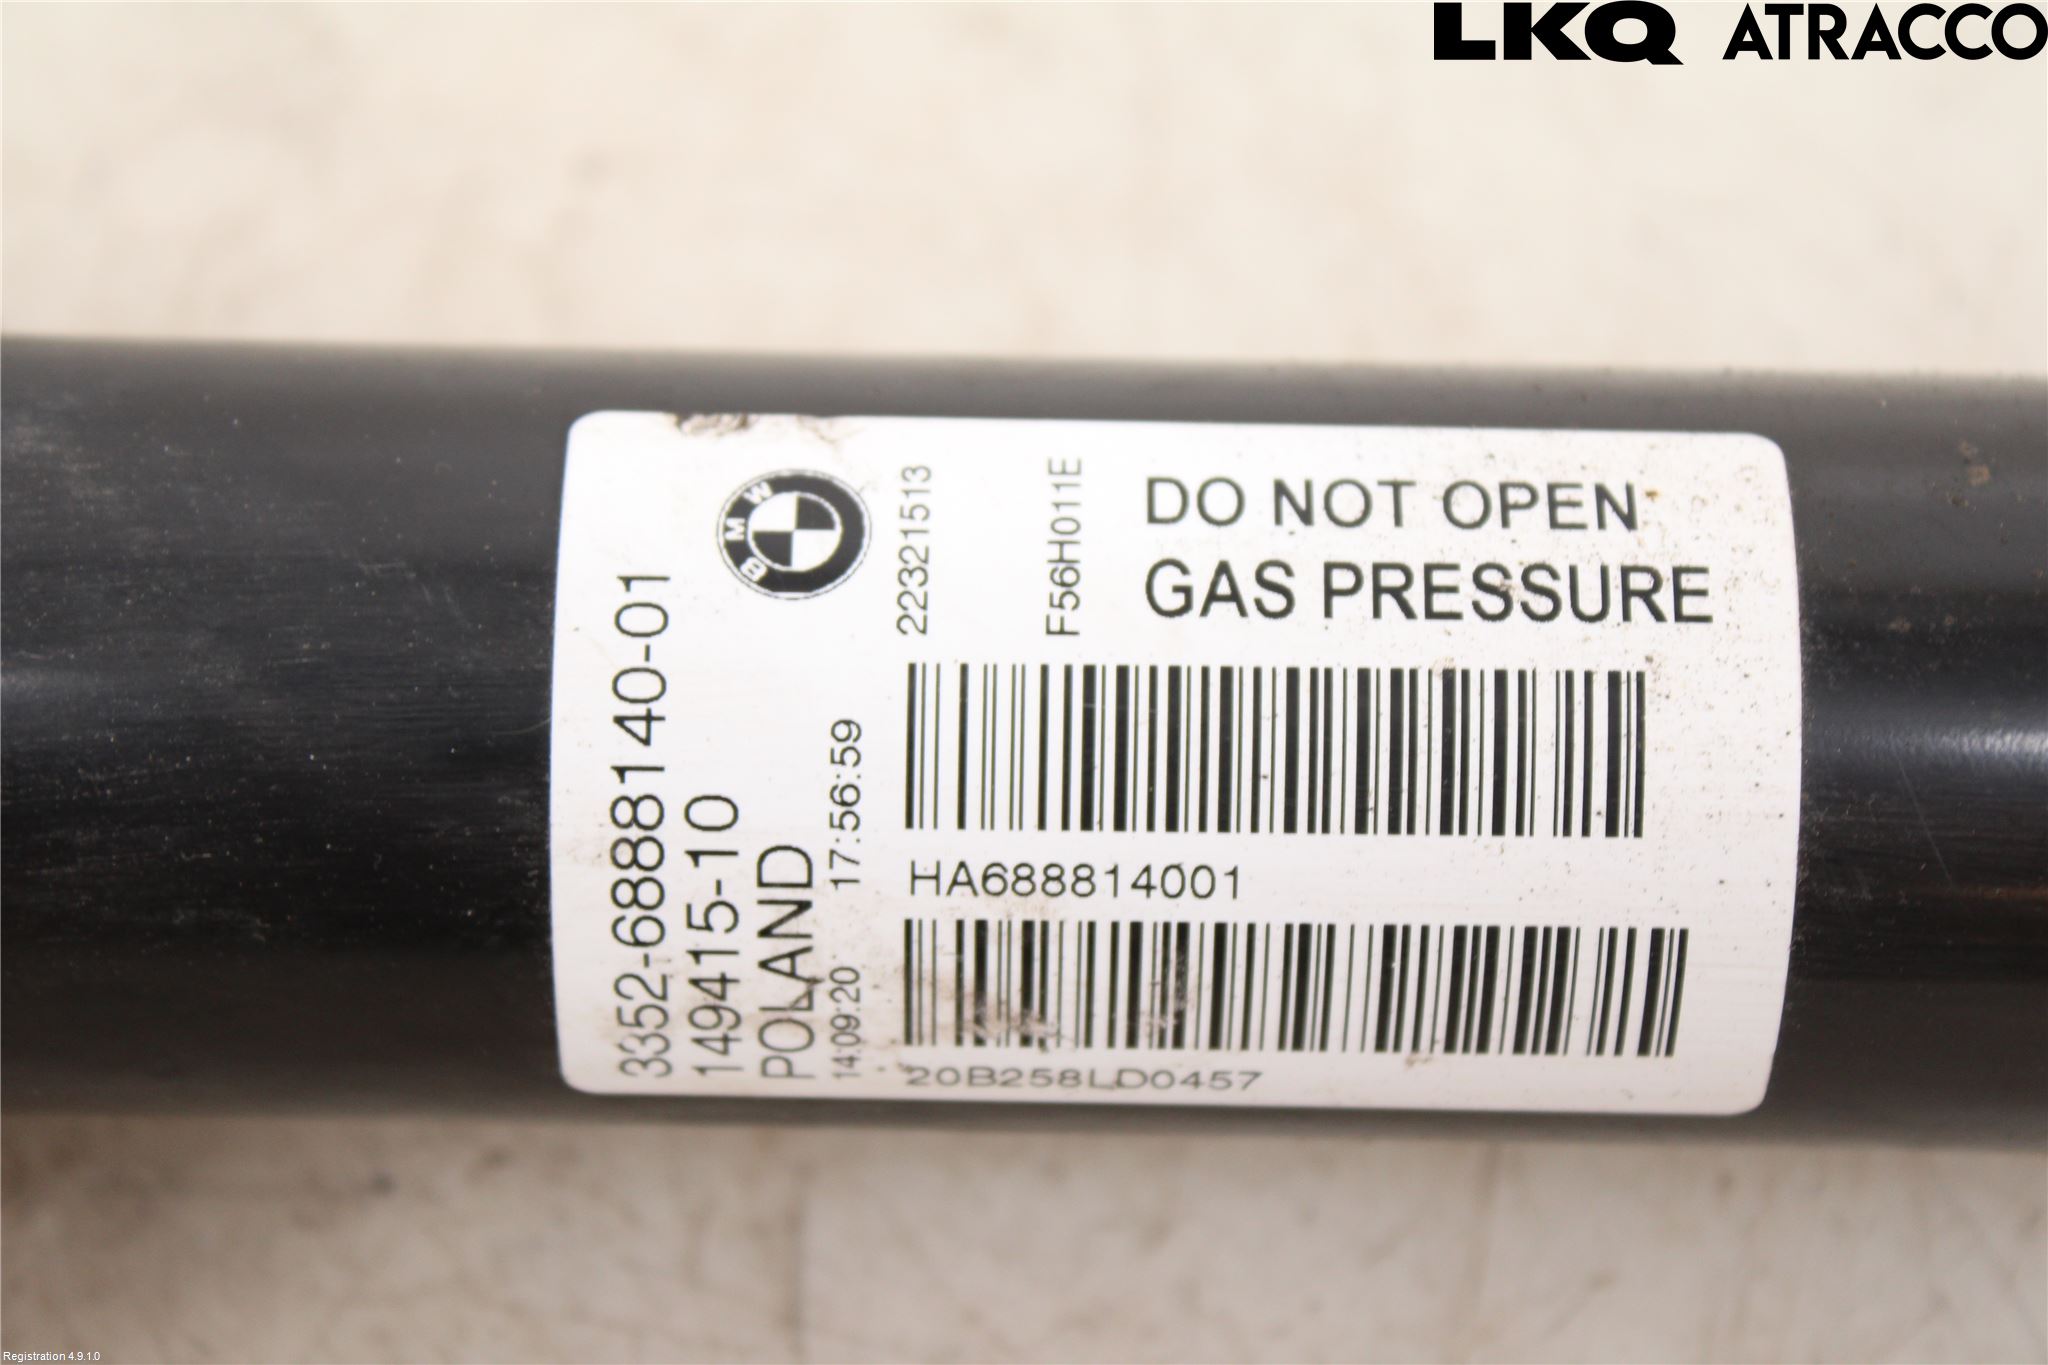 LKQ ATRACCO
3352-6888140-01
149415-10
POLAND
14:09:20 17:56:59
BMW
22321513
F56H011E
DO NOT OPEN
GAS PRESSURE
HA688814001
20B258LD0457
Registration 4.9.1.0